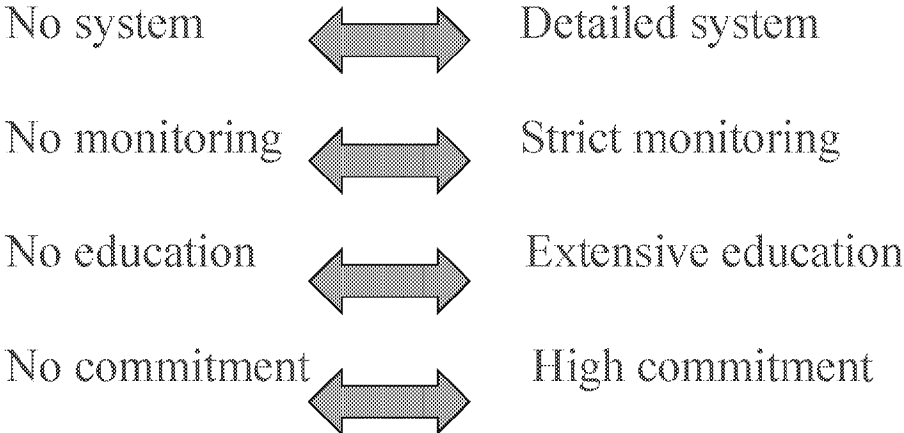 No system Detailed system
No monitoring Strict monitoring
No education Extensive education
No commitment High commitment